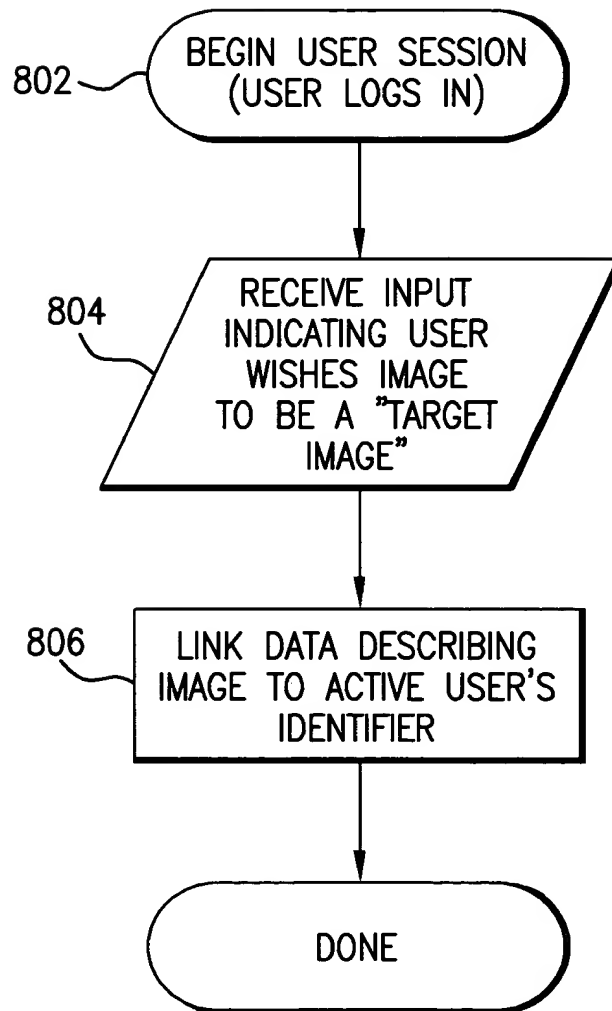 802
BEGIN USER SESSION
(USER LOGS IN)
804
RECEIVE INPUT
INDICATING USER
WISHES IMAGE
TO BE A "TARGET
IMAGE"
806
LINK DATA DESCRIBING
IMAGE TO ACTIVE USER'S
IDENTIFIER
DONE